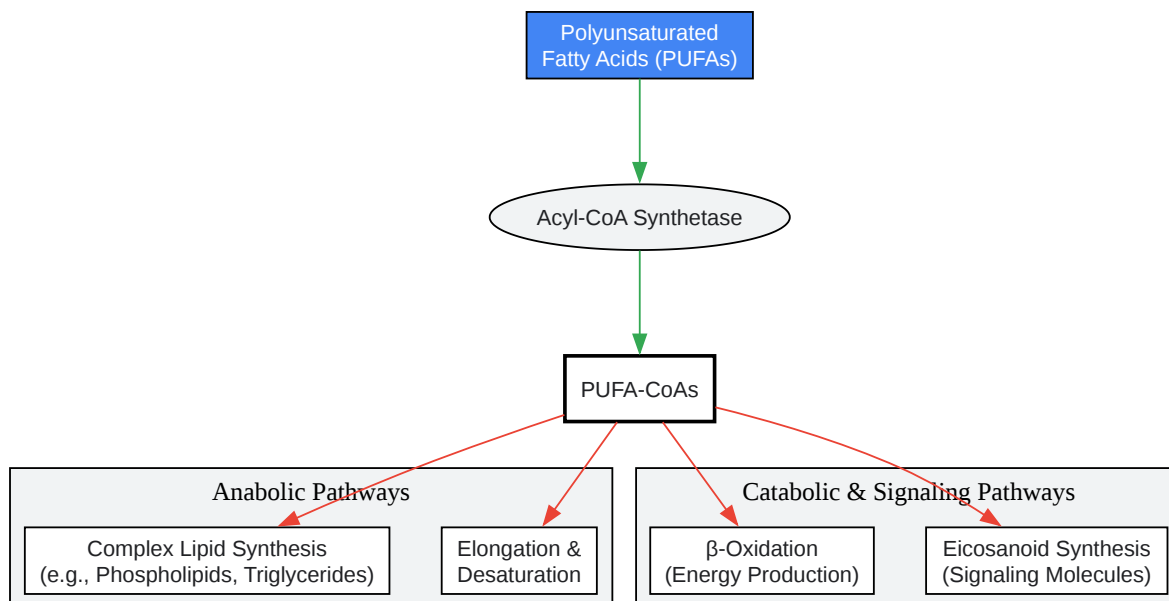 Polyunsaturated
Fatty Acids (PUFAs)
Acyl-CoA Synthetase
PUFA-CoAs
Anabolic Pathways
Complex Lipid Synthesis
(e.g., Phospholipids, Triglycerides)
Elongation &
Desaturation
Catabolic & Signaling Pathways
β-Oxidation
(Energy Production)
Eicosanoid Synthesis
(Signaling Molecules)